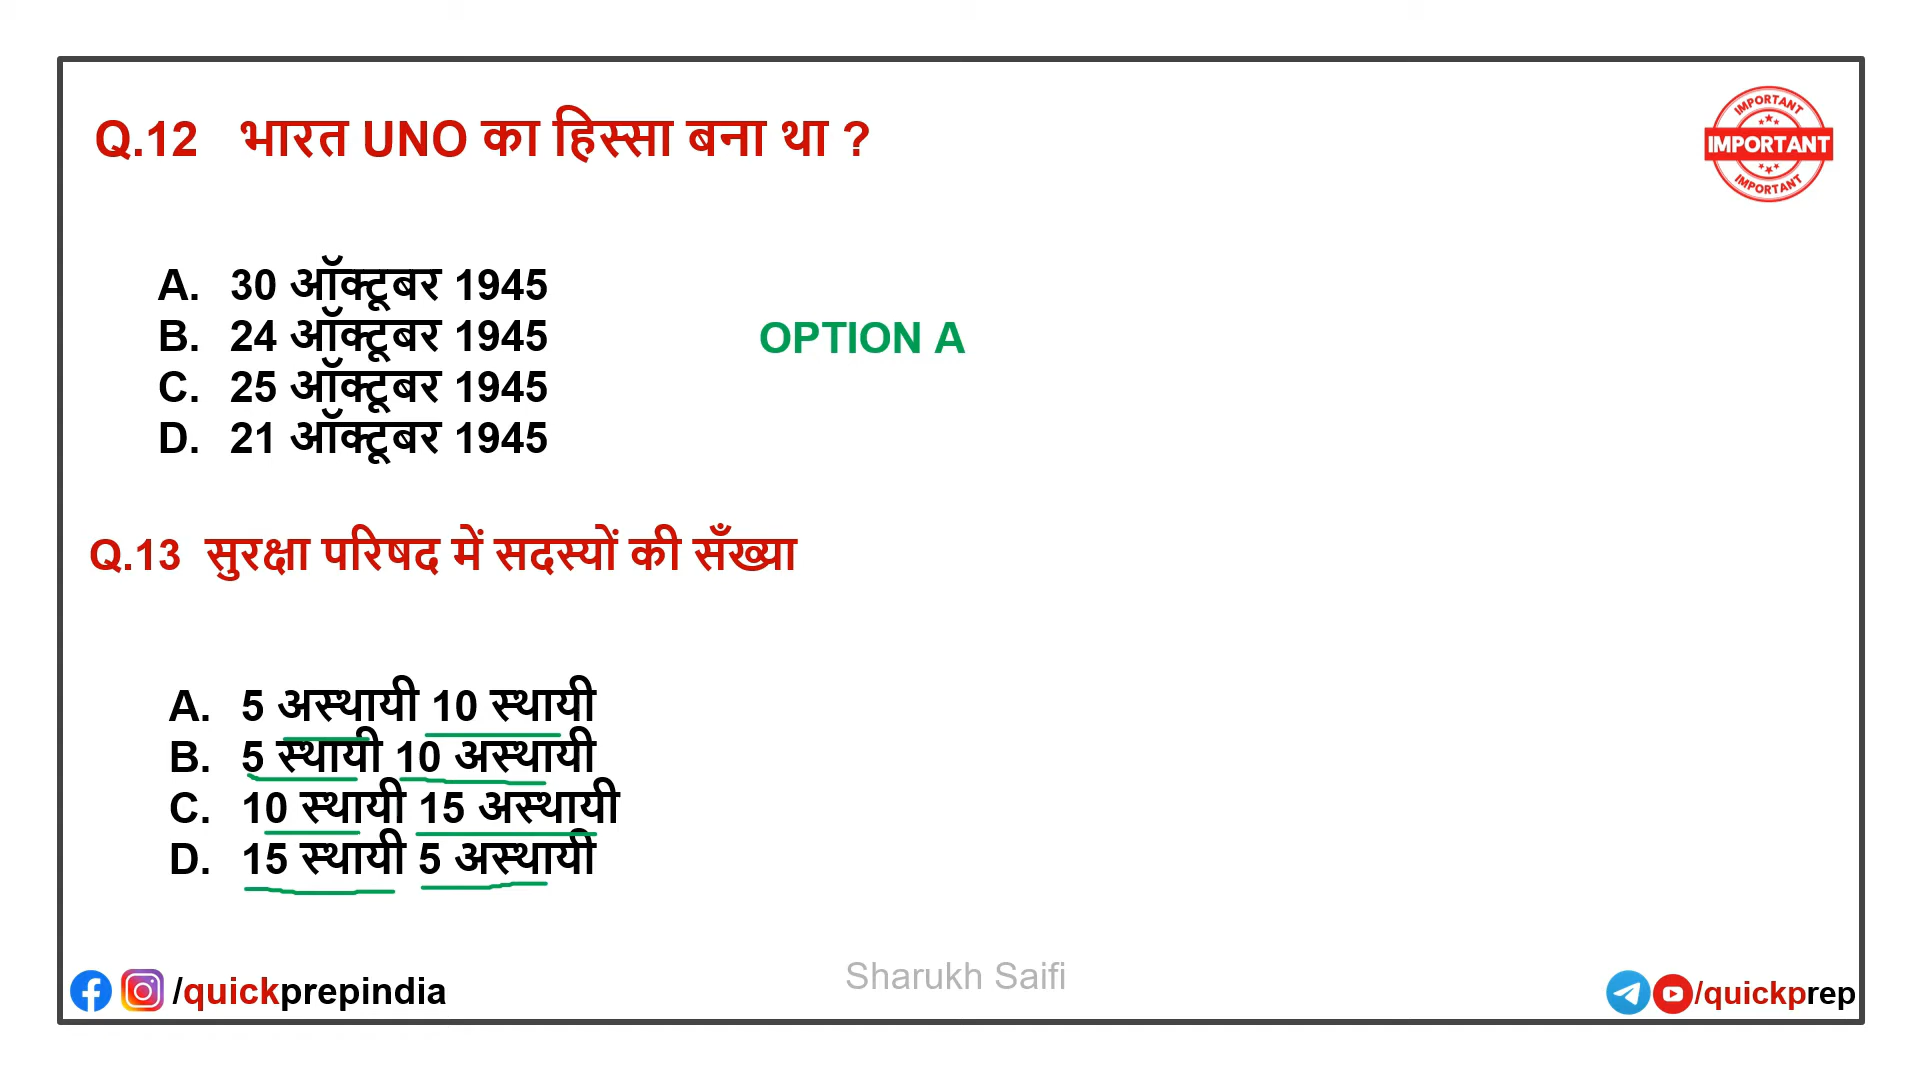 Q.12 भारत UNO का हिस्सा बना था ?
IMPORTANT
IMPORTANT
IMPORTANT
A. 30 ऑक्टूबर 1945
B. 24 ऑक्टूबर 1945
C. 25 ऑक्टूबर 1945
D. 21 ऑक्टूबर 1945
OPTION A
Q.13 सुरक्षा परिषद में सदस्यों की सँख्या
A. 5 अस्थायी 10 स्थायी
B. 5 स्थायी 10 अस्थायी
C. 10 स्थायी 15 अस्थायी
D. 15 स्थायी 5 अस्थायी
Sharukh Saifi
/quickprepindia
/quickprep